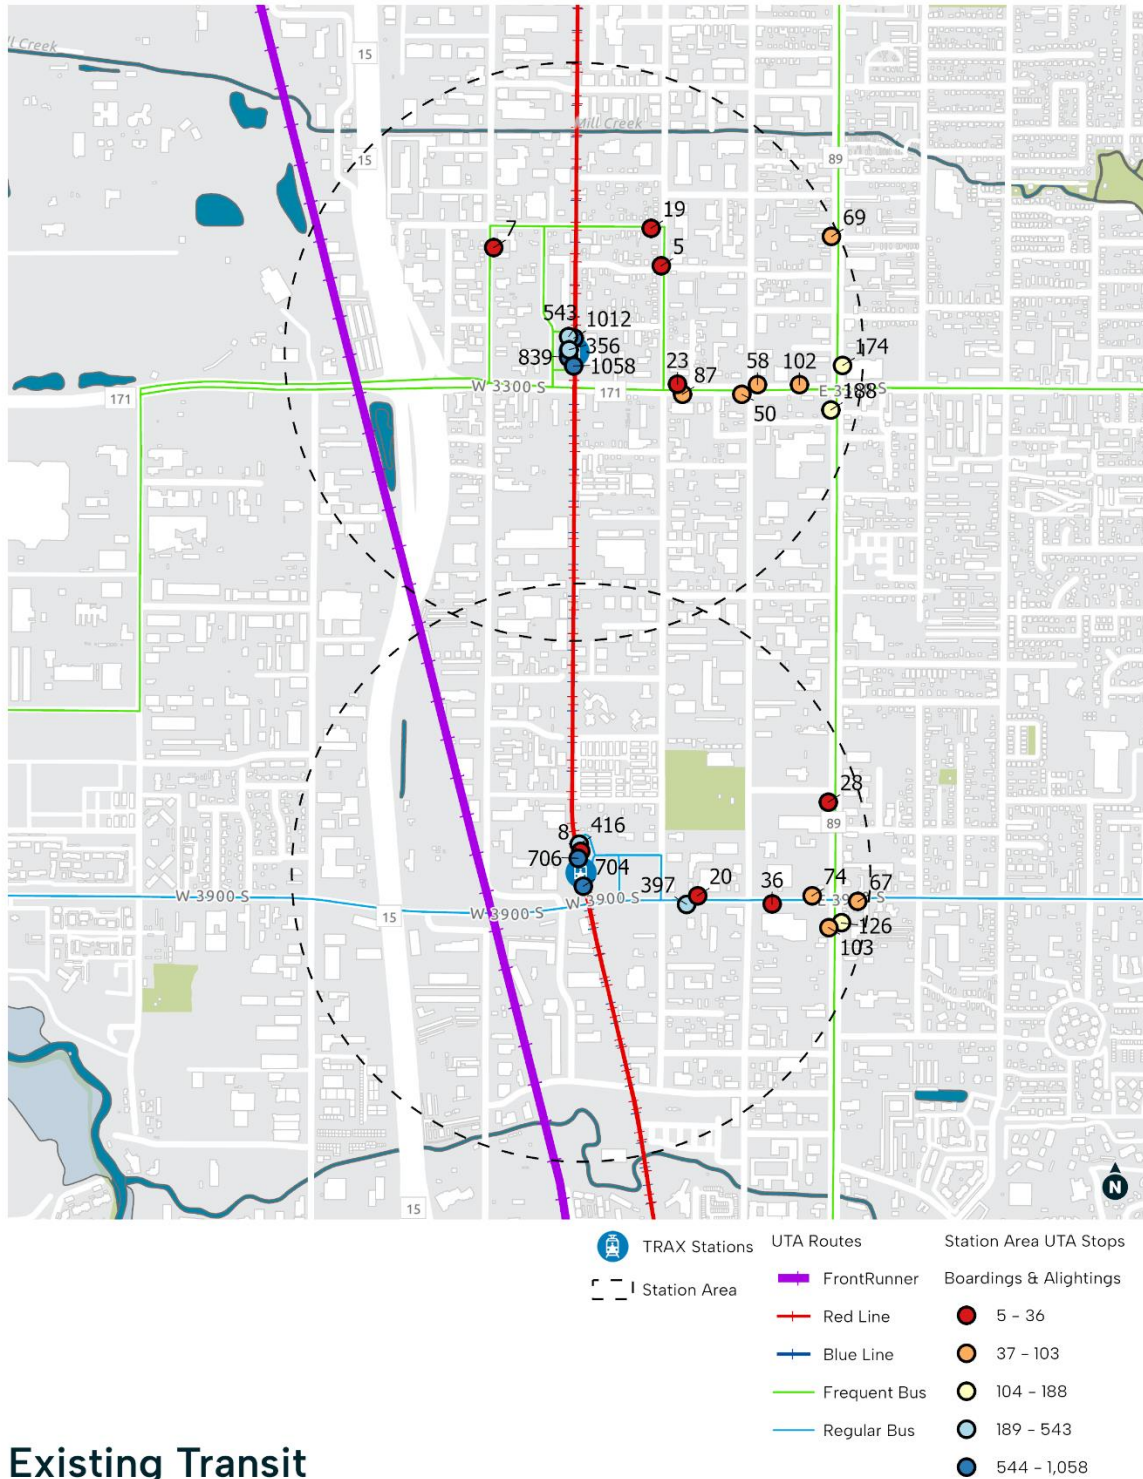 ll Creek
15
Mill Creek
15
89
19
7
69
5
543
1012
356
174
839
1058
23
58
102
87
W 3300 S
171
171
188
50
28
8
416
89
706
704
397
20
36
74
67
W 3900 S
W 3900 S
W 3900 S
15
126
103
N
15
TRAX Stations
Station Area
UTA Routes
FrontRunner
Red Line
Blue Line
Frequent Bus
Regular Bus
Station Area UTA Stops
Boardings & Alightings
5 - 36
37 - 103
104 - 188
189 - 543
544 - 1,058
Existing Transit